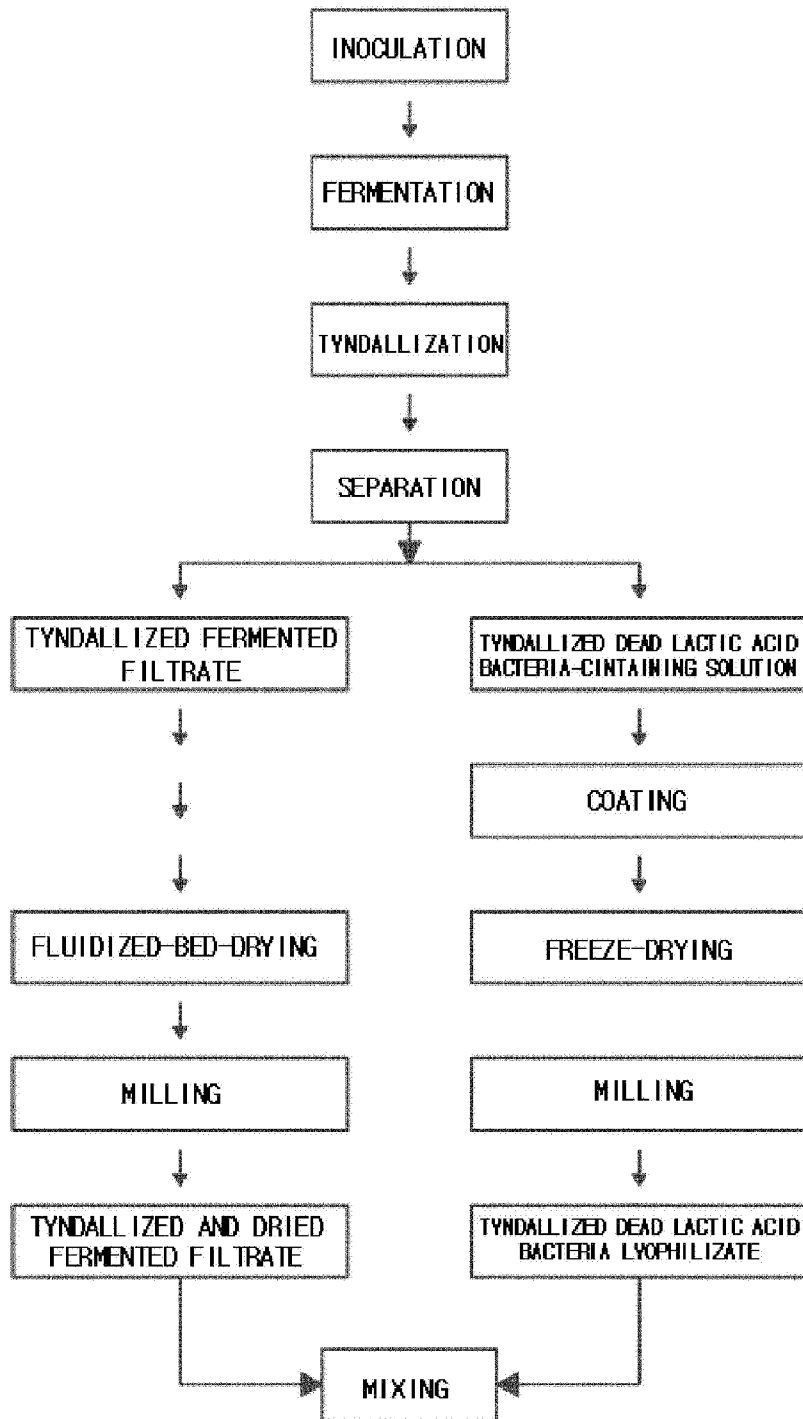 INOCULATION
FERMENTATION
TYNDALLIZATION
SEPARATION
TYNDALLIZED FERMENTED
FILTRATE
TYNDALLIZED DEAD LACTIC ACID
BACTERIA-CINTAINING SOLUTION
COATING
FLUIDIZED-BED-DRYING
FREEZE-DRYING
MILLING
MILLING
TYNDALLIZED AND DRIED
FERMENTED FILTRATE
TYNDALLIZED DEAD LACTIC ACID
BACTERIA LYOPHILIZATE
MIXING